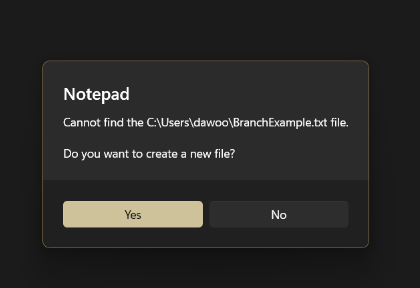 Notepad
Cannot find the C:\Users\dawoo\BranchExample.txt file.
Do you want to create a new file?
Yes
No